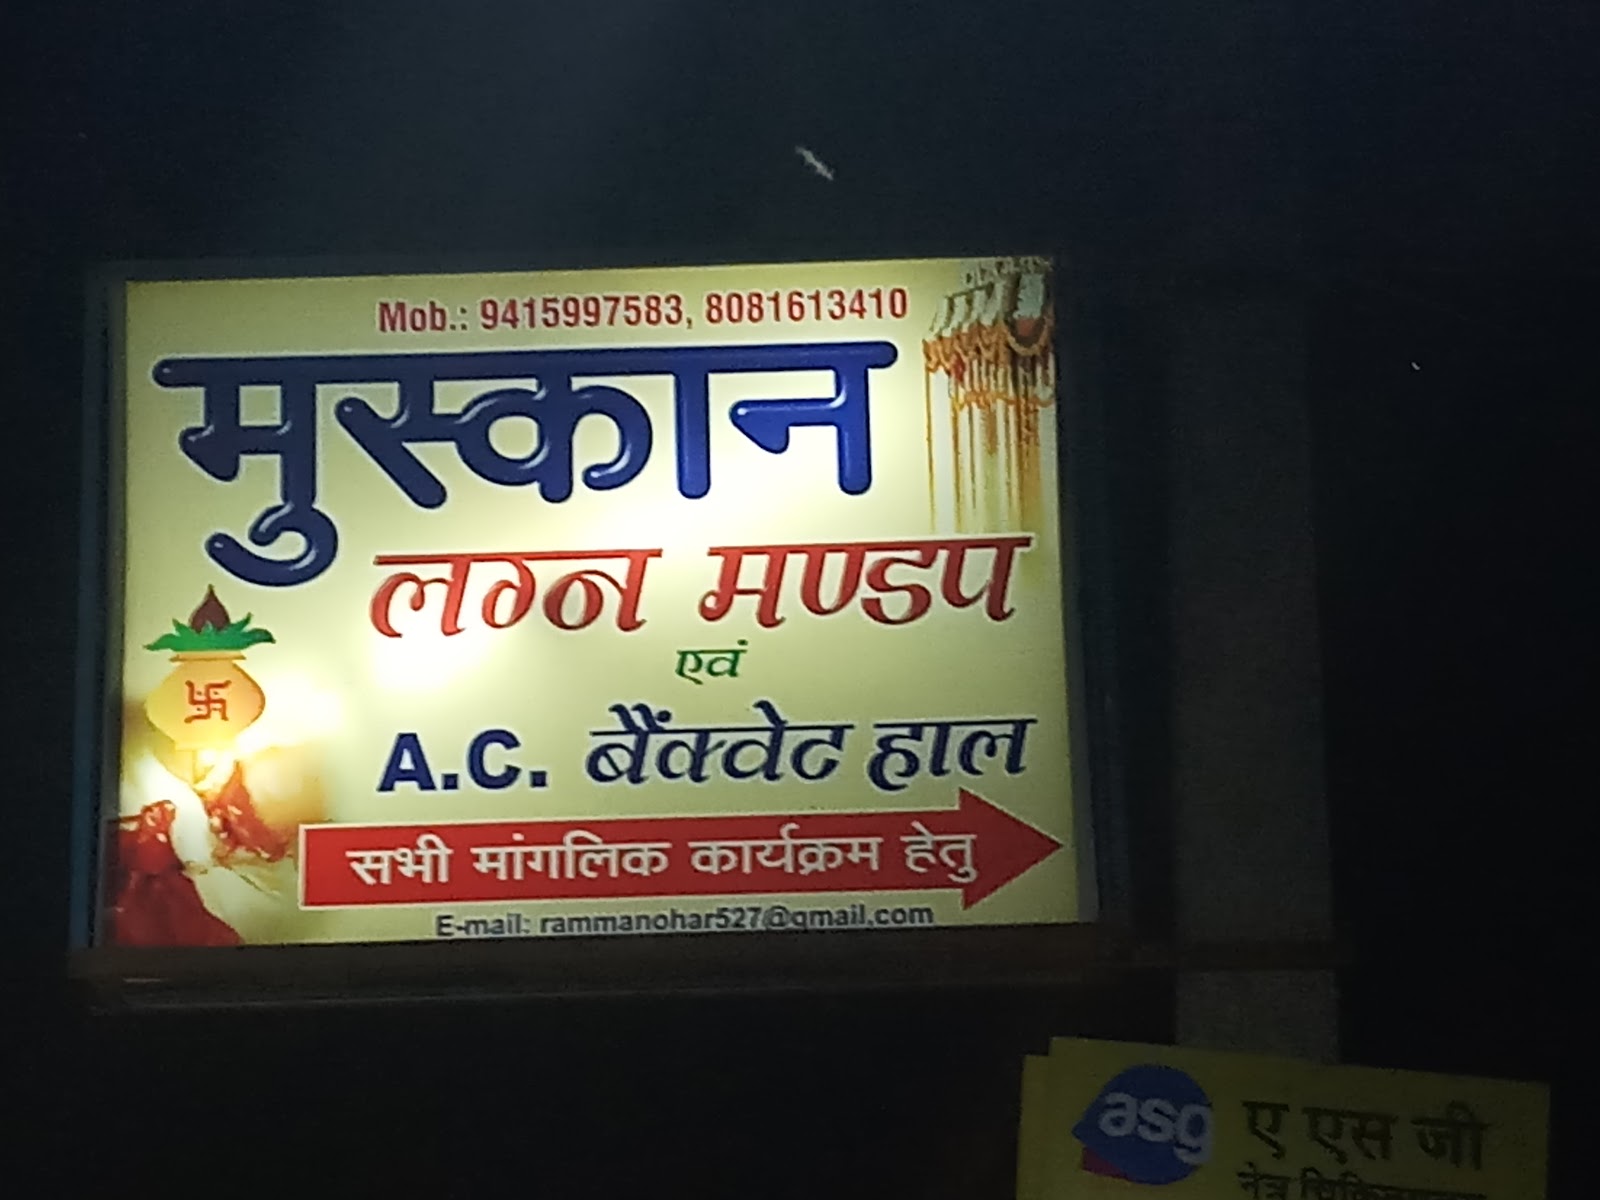 Mob.: 9415997583, 8081613410
मुस्कान
लग्न मण्डप
एवं
A.C. बैंक्वेट हाल
सभी मांगलिक कार्यक्रम हेतु
E-mail: rammanohar527@gmail.com
asg ए एस जी
नेत्र